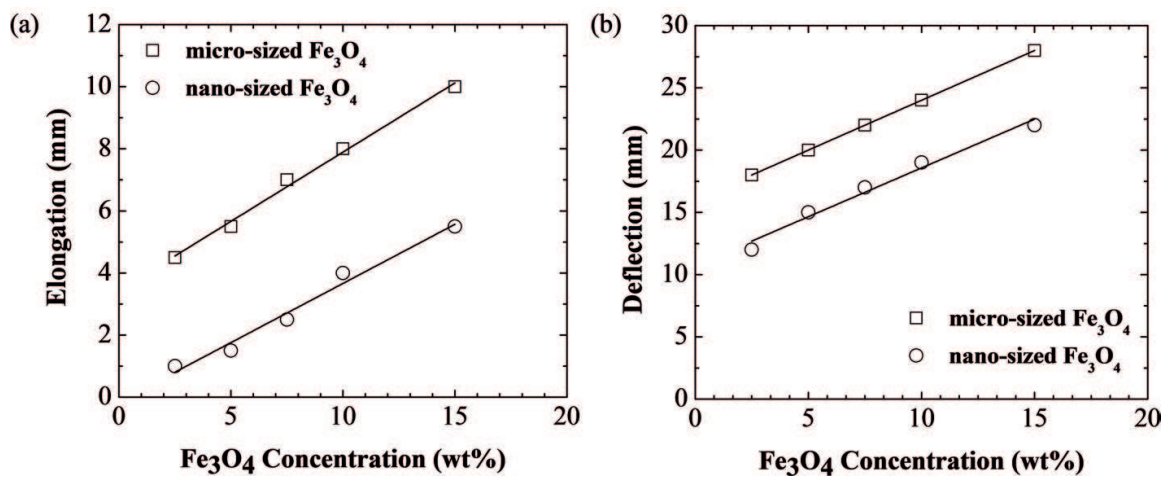 (a)
12
10
8
6
4
2
0
Elongation (mm)
micro-sized Fe₃O₄
nano-sized Fe₃O₄
0 5 10 15 20
Fe₃O₄ Concentration (wt%)
(b)
30
25
20
15
10
5
0
Deflection (mm)
micro-sized Fe₃O₄
nano-sized Fe₃O₄
0 5 10 15 20
Fe₃O₄ Concentration (wt%)